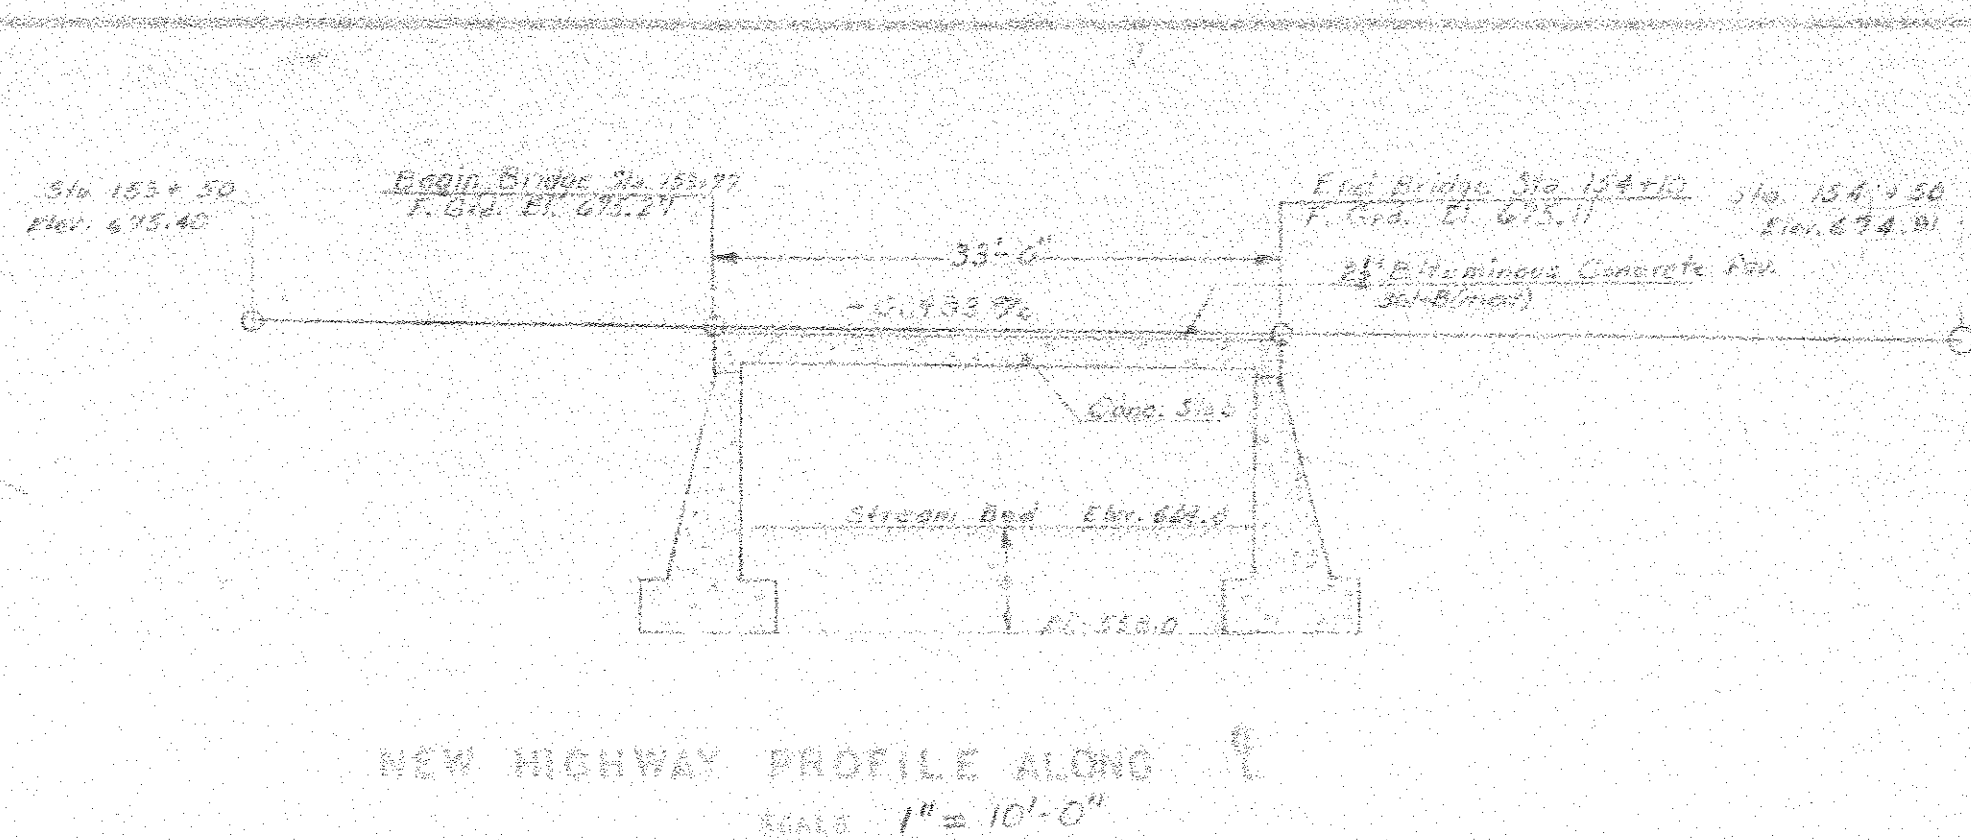 Sta 153 + 50
Elev. 675.40
Begin Bridge Sta. 153+77
F. Grd. El. 675.27
End Bridge Sta 154+10
F. Grd. El. 675.11
Sta. 154 + 50
Elev. 674.91
33'-6"
2½" Bituminous Concrete Pav.
-0.493 %
Conc. Slab
Stream Bed Elev. 664.0
El.
NEW HIGHWAY PROFILE ALONG ℄
SCALE 1" = 10'-0"